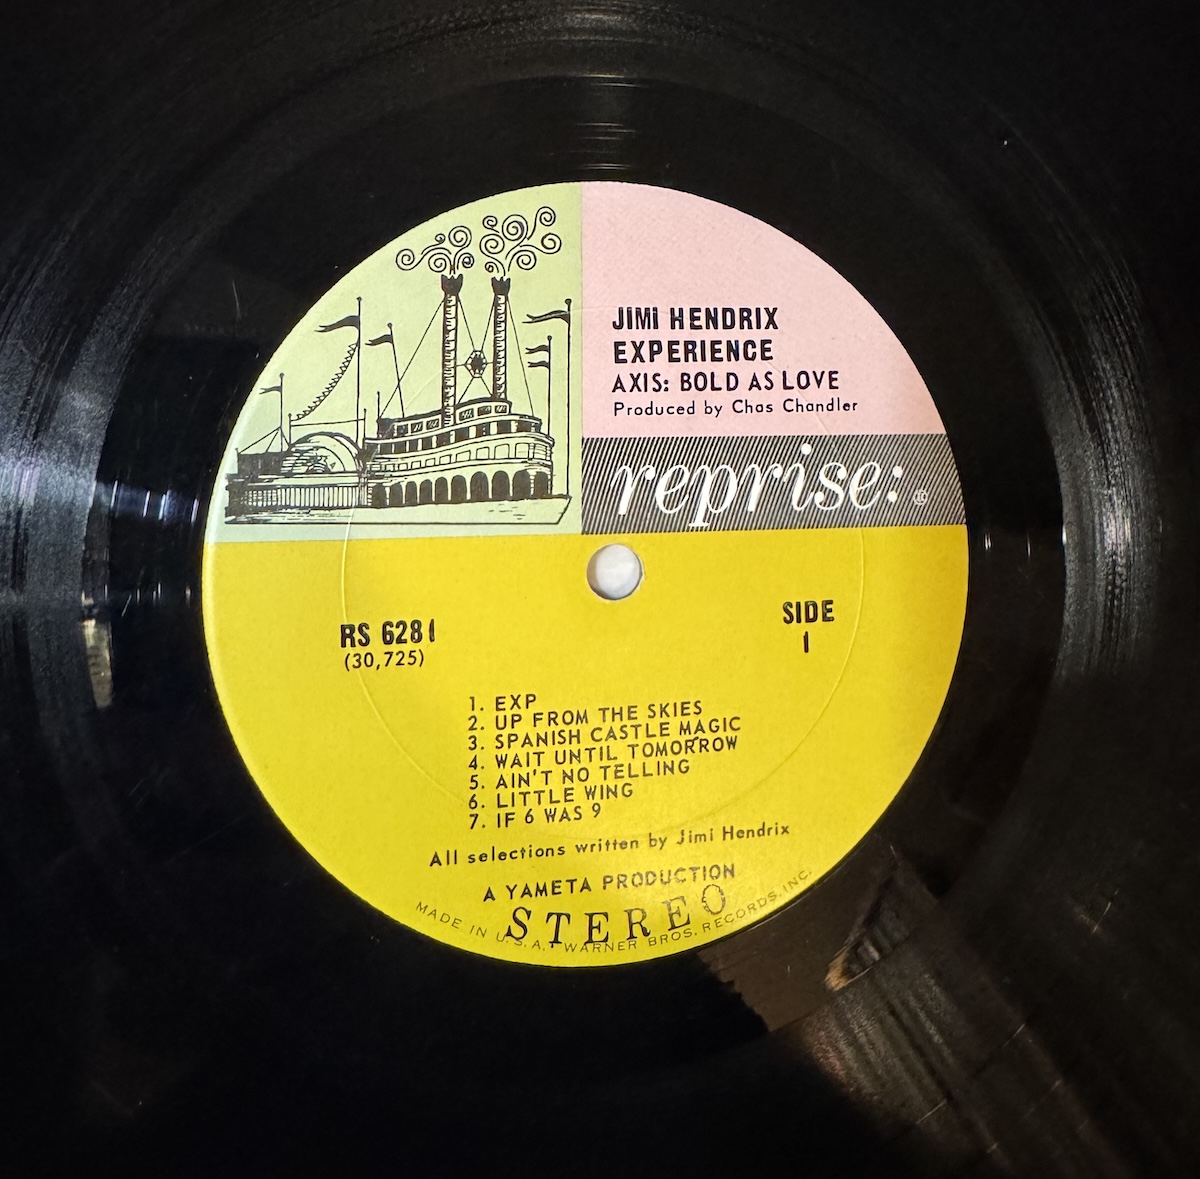 JIMI HENDRIX
EXPERIENCE
AXIS: BOLD AS LOVE
Produced by Chas Chandler
reprise:
RS 6281
(30,725)
SIDE
1
1. EXP
2. UP FROM THE SKIES
3. SPANISH CASTLE MAGIC
4. WAIT UNTIL TOMORROW
5. AIN'T NO TELLING
6. LITTLE WING
7. IF 6 WAS 9
All selections written by Jimi Hendrix
A YAMETA PRODUCTION
STEREO
MADE IN U.S.A. WARNER BROS. RECORDS, INC.